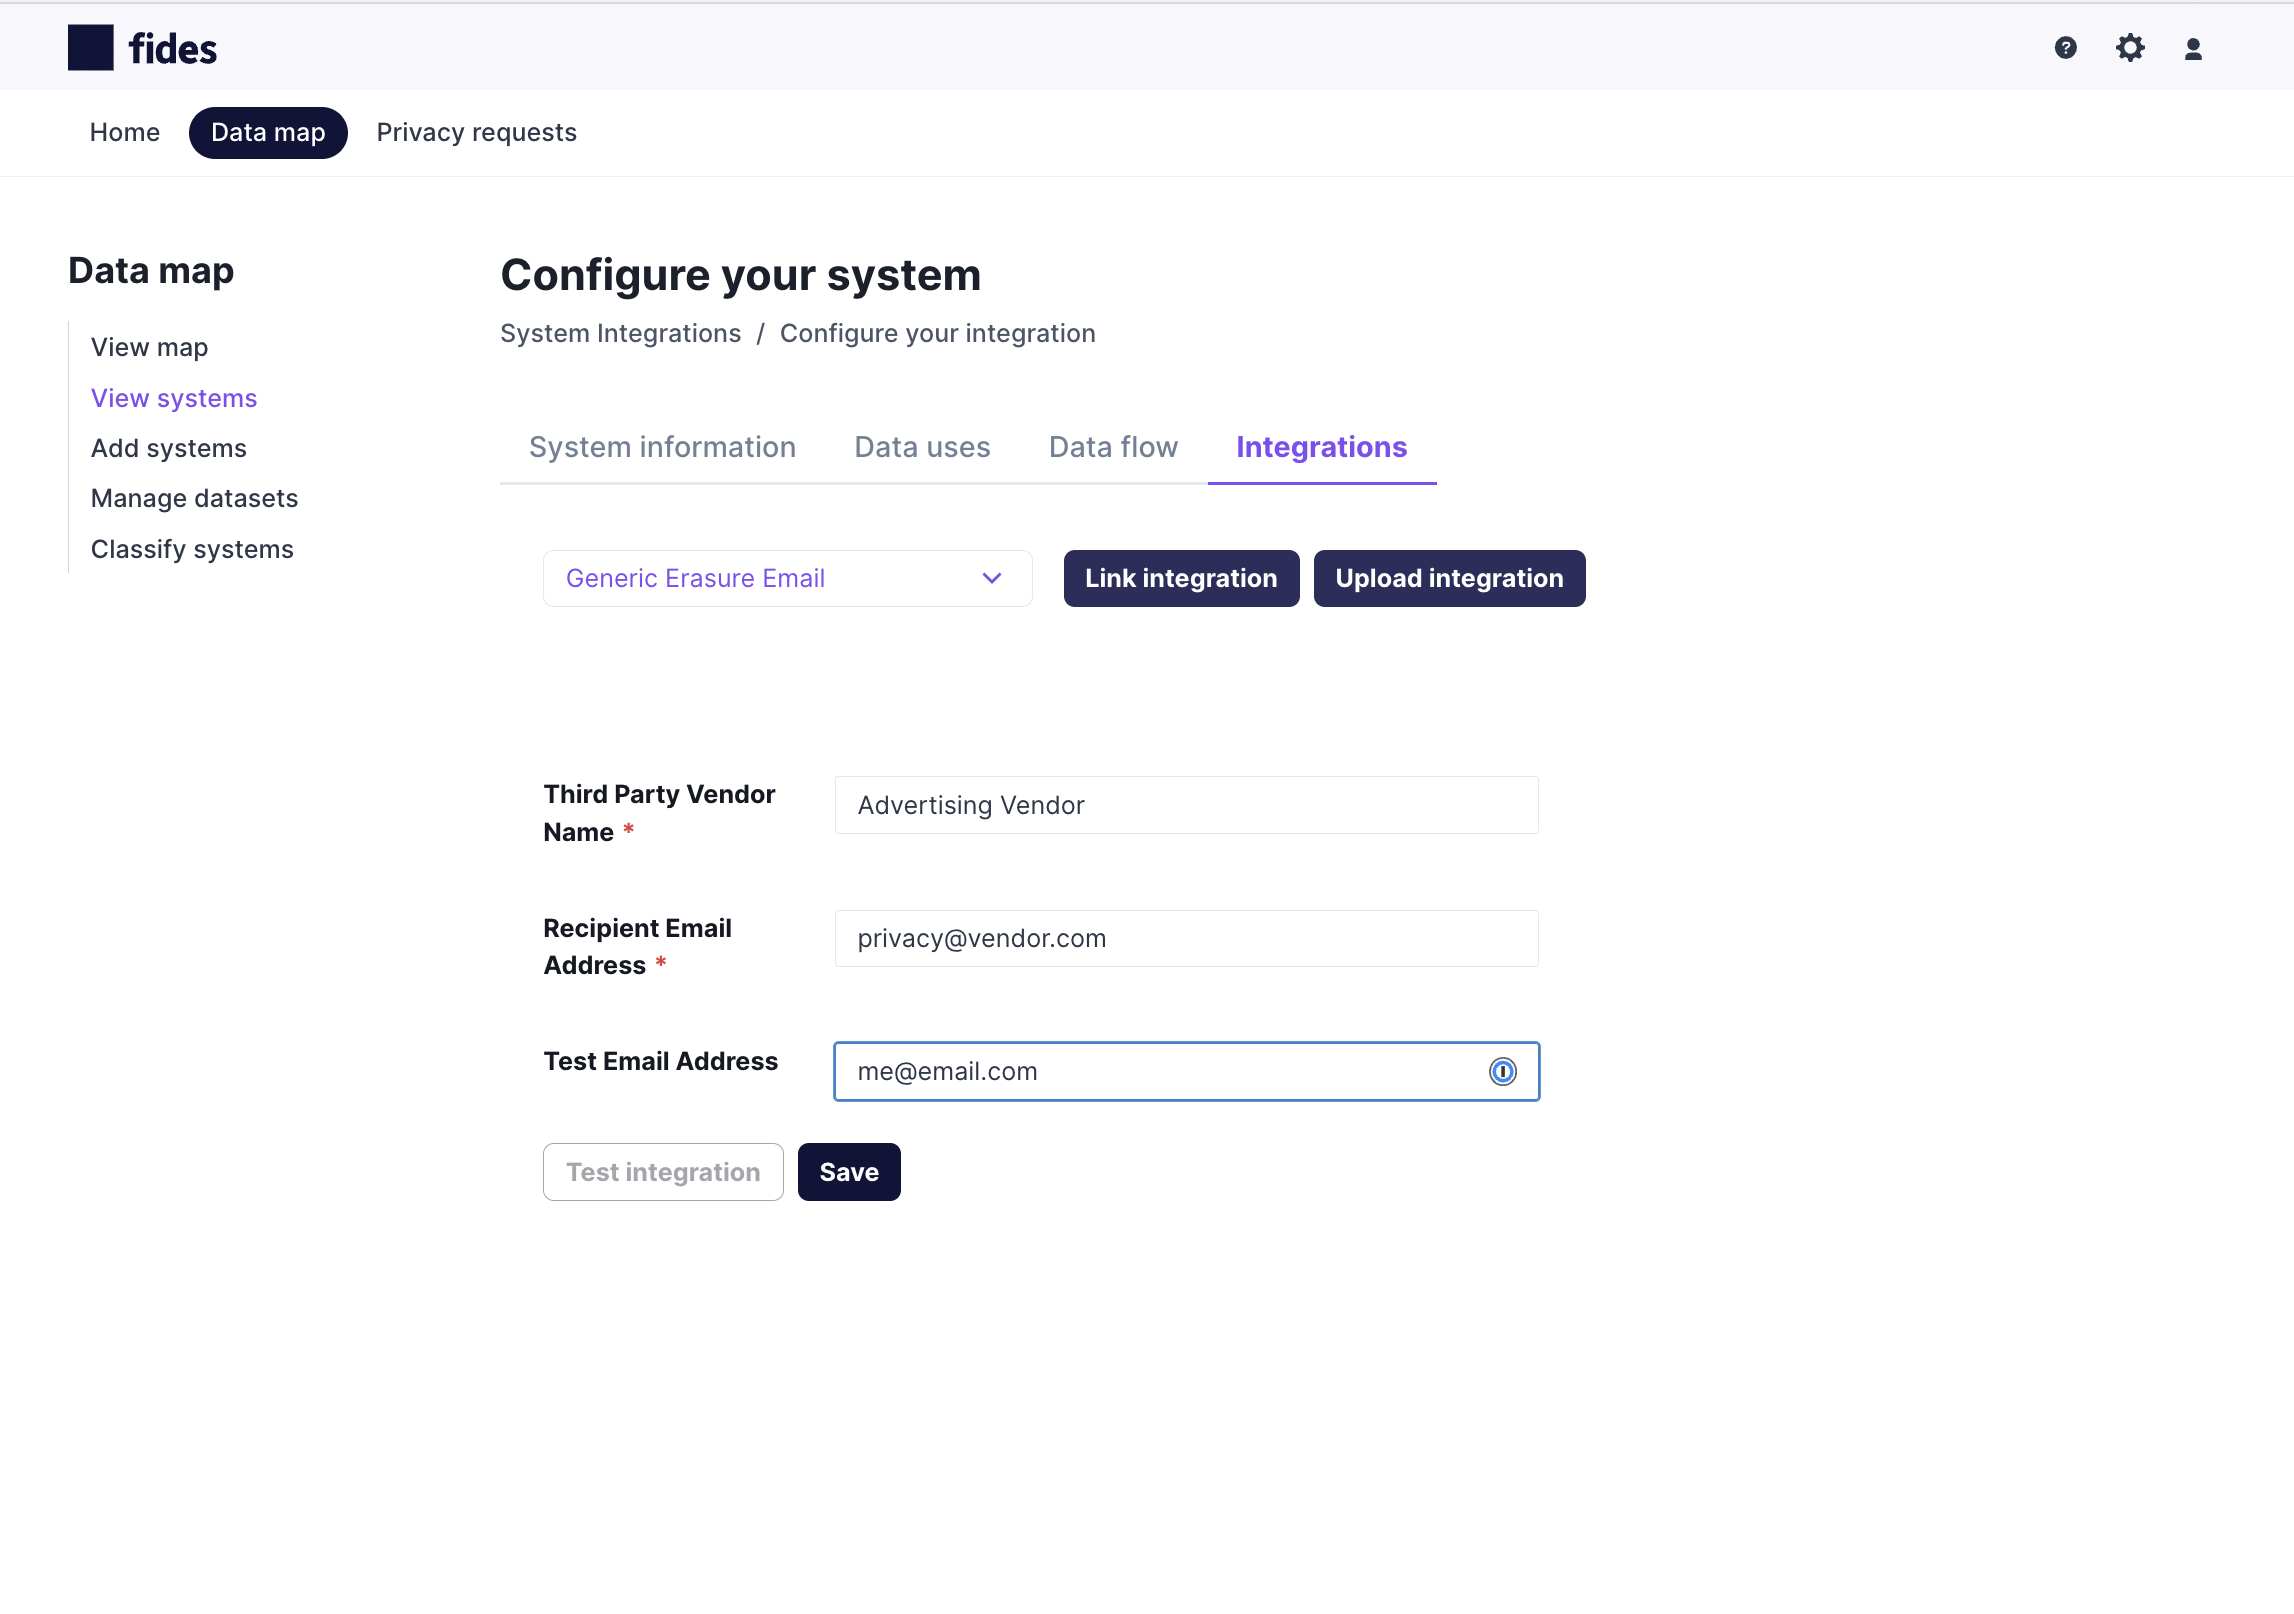 fides
Home
Data map
Privacy requests
Data map
View map
View systems
Add systems
Manage datasets
Classify systems
Configure your system
System Integrations / Configure your integration
System information
Data uses
Data flow
Integrations
Generic Erasure Email
Link integration
Upload integration
Third Party Vendor
Name *
Advertising Vendor
Recipient Email
Address *
privacy@vendor.com
Test Email Address
me@email.com
Test integration
Save